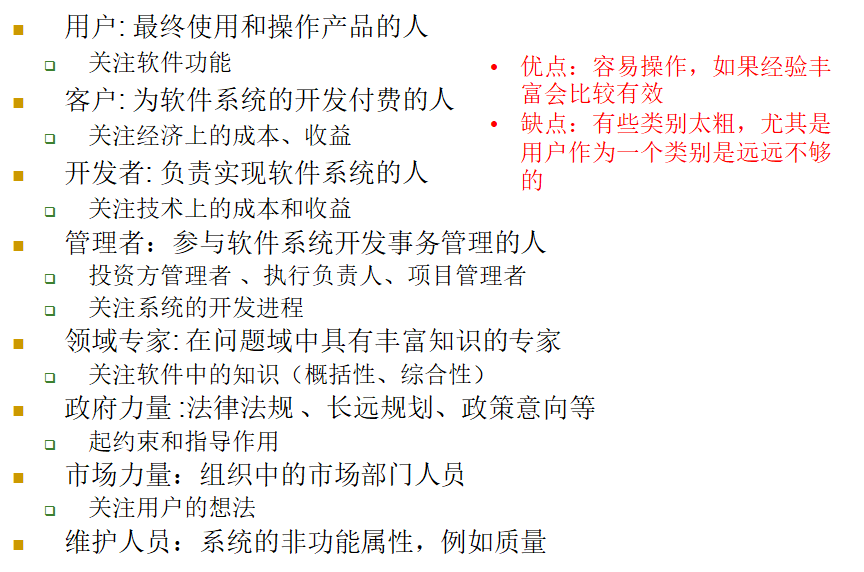 用户: 最终使用和操作产品的人
关注软件功能
客户: 为软件系统的开发付费的人
关注经济上的成本、收益
开发者: 负责实现软件系统的人
关注技术上的成本和收益
管理者：参与软件系统开发事务管理的人
投资方管理者 、执行负责人、项目管理者
关注系统的开发进程
领域专家: 在问题域中具有丰富知识的专家
关注软件中的知识（概括性、综合性）
政府力量 :法律法规 、长远规划、政策意向等
起约束和指导作用
市场力量：组织中的市场部门人员
关注用户的想法
维护人员：系统的非功能属性，例如质量
优点：容易操作，如果经验丰
富会比较有效
缺点：有些类别太粗，尤其是
用户作为一个类别是远远不够
的